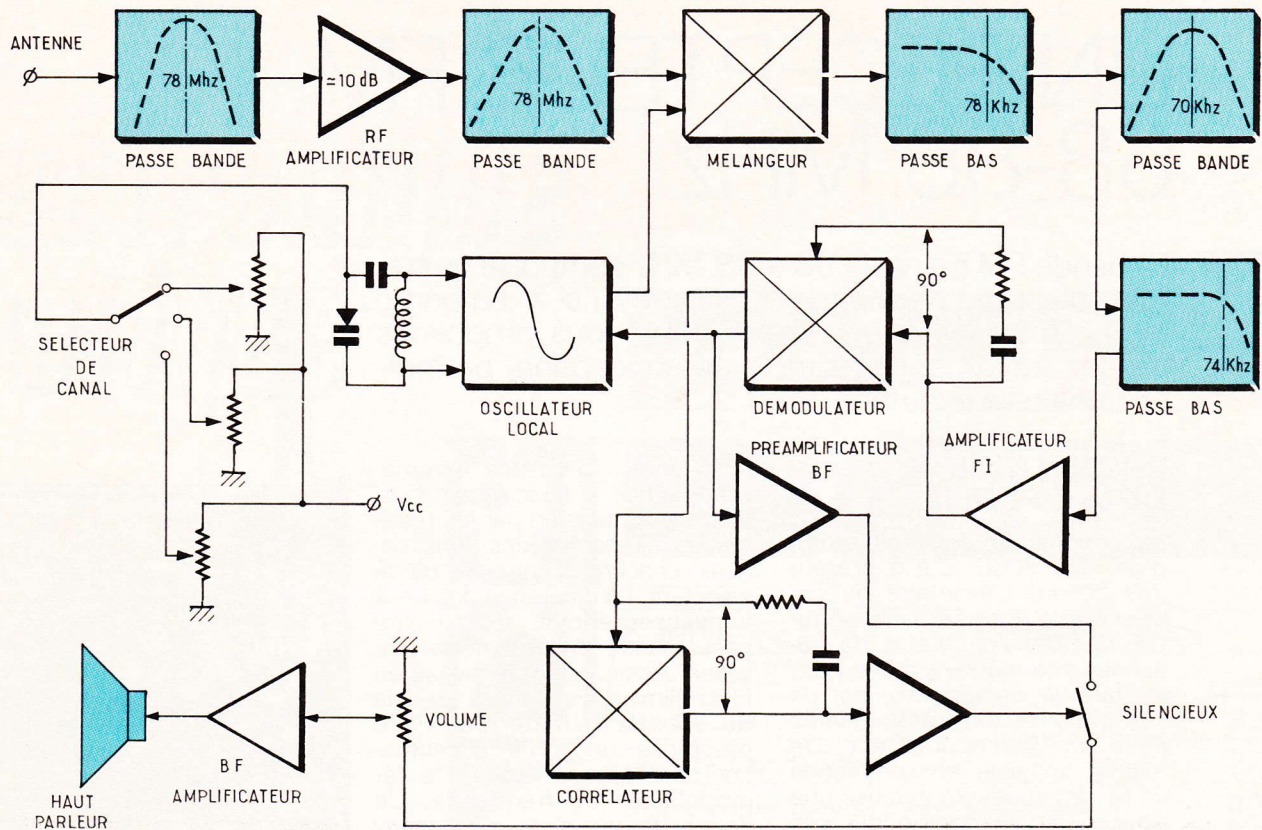 ANTENNE
78 Mhz
PASSE BANDE
≃10 dB
RF
AMPLIFICATEUR
78 Mhz
PASSE BANDE
MELANGEUR
78 Khz
PASSE BAS
70 Khz
PASSE BANDE
SELECTEUR
DE
CANAL
OSCILLATEUR
LOCAL
90°
DEMODULATEUR
74 Khz
PASSE BAS
PREAMPLIFICATEUR
BF
AMPLIFICATEUR
FI
Vcc
90°
CORRELATEUR
SILENCIEUX
VOLUME
BF
AMPLIFICATEUR
HAUT
PARLEUR